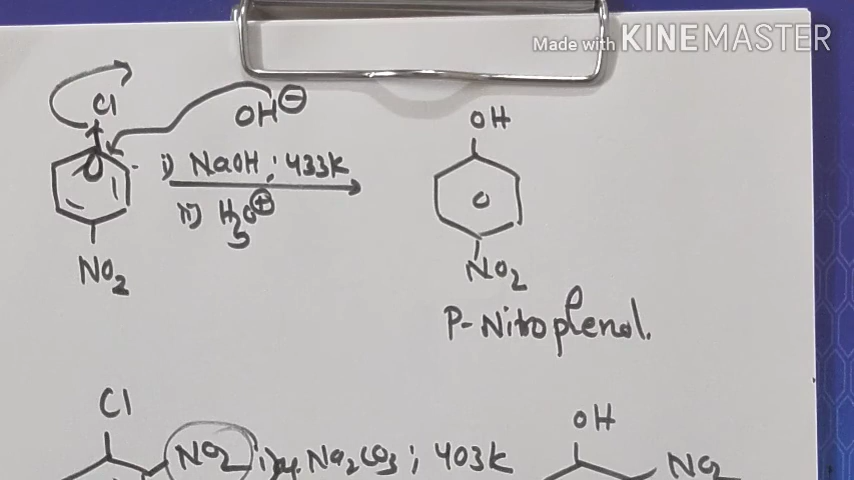 Made with KINEMASTER
Cl
OH⊖
OH
i) NaOH; 433K
ii) H3O⊕
NO2
NO2
P-Nitrophenol.
Cl
OH
NO2 i) aq. Na2CO3; 403K
NO2